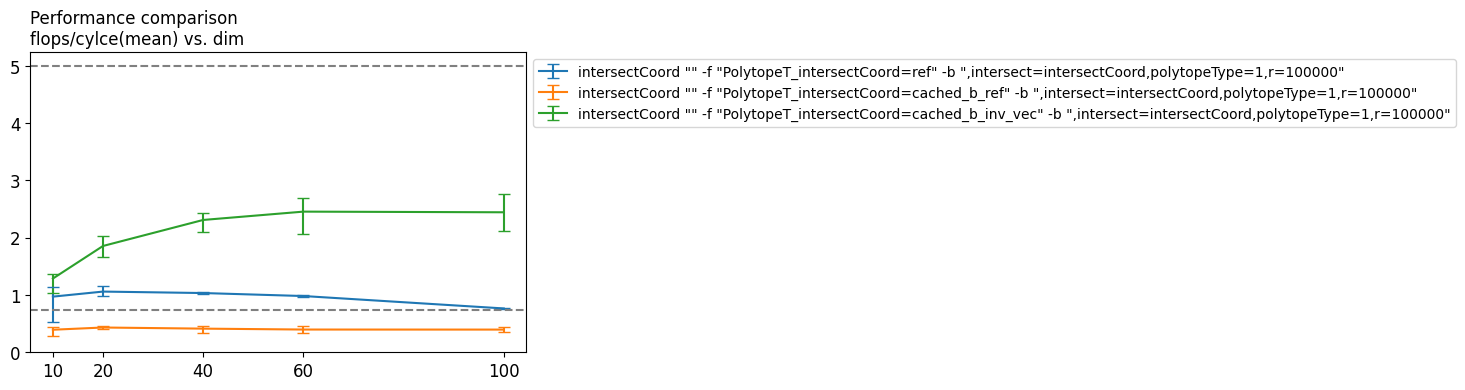 Performance comparison
flops/cylce(mean) vs. dim
5
4
3
2
1
0
10 20 40 60 100
intersectCoord "" -f "PolytopeT_intersectCoord=ref" -b ",intersect=intersectCoord,polytopeType=1,r=100000"
intersectCoord "" -f "PolytopeT_intersectCoord=cached_b_ref" -b ",intersect=intersectCoord,polytopeType=1,r=100000"
intersectCoord "" -f "PolytopeT_intersectCoord=cached_b_inv_vec" -b ",intersect=intersectCoord,polytopeType=1,r=100000"